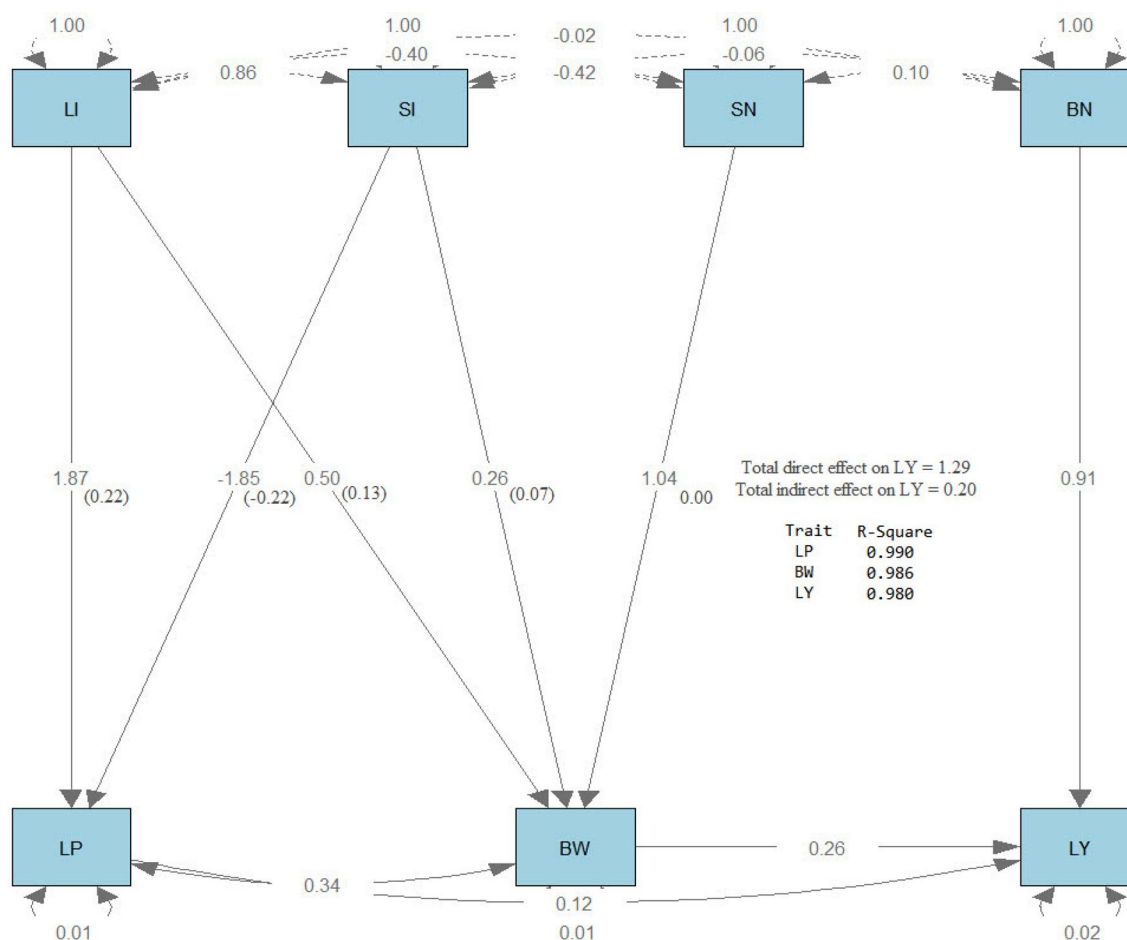 1.00 1.00 -0.02 1.00 1.00
-0.40 -0.06
0.86 -0.42 0.10
LI SI SN BN
1.87 -1.85 0.50 0.26 1.04 0.91
(0.22) (-0.22) (0.13) (0.07) 0.00
Total direct effect on LY = 1.29
Total indirect effect on LY = 0.20
Trait R-Square
LP 0.990
BW 0.986
LY 0.980
LP BW LY
0.26
0.34
0.12
0.01 0.01 0.02